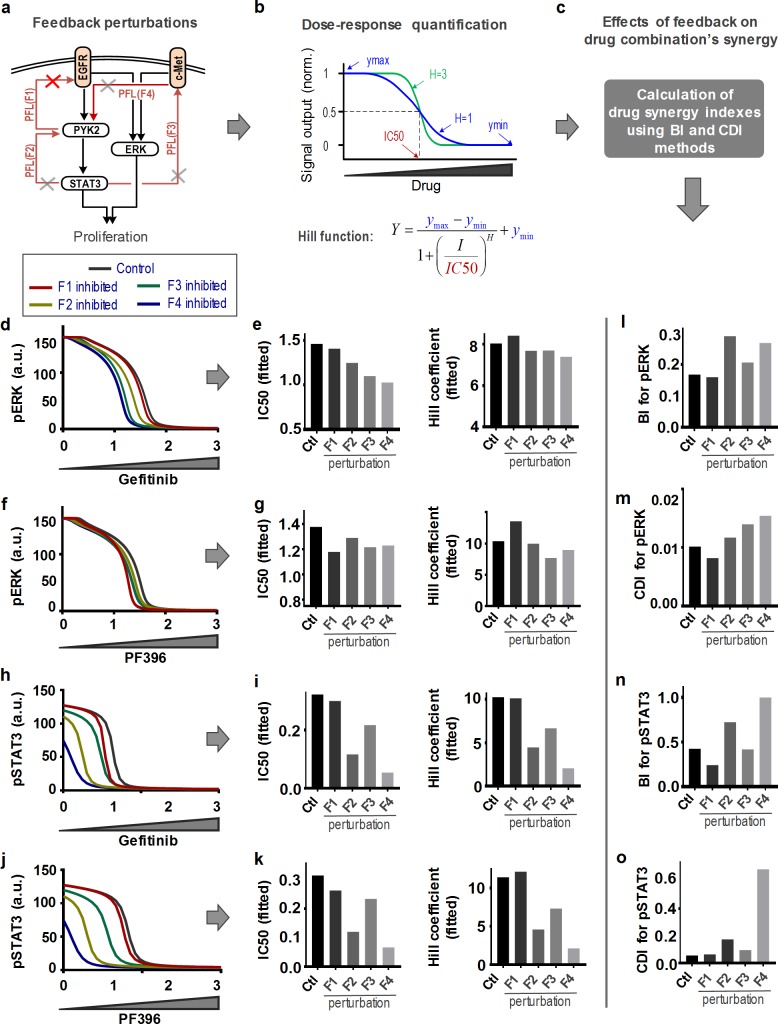 a
Feedback perturbations
EGFR
c-Met
PFL(F1)
PFL(F4)
PYK2
ERK
PFL(F2)
PFL(F3)
STAT3
Proliferation
Control
F1 inhibited
F3 inhibited
F2 inhibited
F4 inhibited
b
Dose-response quantification
Signal output (norm.)
1
0.5
0
ymax
H=3
H=1
IC50
ymin
Drug
Hill function:
Y = ymax − ymin / 1+(I / IC50)^H + ymin
c
Effects of feedback on
drug combination's synergy
Calculation of
drug synergy indexes
using BI and CDI
methods
d
pERK (a.u.)
150
100
50
0
0 1 2 3
Gefitinib
e
IC50 (fitted)
1.5
1.0
0.5
Ctl F1 F2 F3 F4
perturbation
Hill coefficient
(fitted)
8
6
4
Ctl F1 F2 F3 F4
perturbation
l
BI for pERK
0.3
0.2
0.1
0.0
Ctl F1 F2 F3 F4
perturbation
f
pERK (a.u.)
150
100
50
0
0 1 2 3
PF396
g
IC50 (fitted)
1.4
1.2
1.0
0.8
Ctl F1 F2 F3 F4
perturbation
Hill coefficient
(fitted)
10
5
0
Ctl F1 F2 F3 F4
perturbation
m
CDI for pERK
0.02
0.01
0.00
Ctl F1 F2 F3 F4
perturbation
h
pSTAT3 (a.u.)
150
100
50
0
0 1 2 3
Gefitinib
i
IC50 (fitted)
0.2
0.0
Ctl F1 F2 F3 F4
perturbation
Hill coefficient
(fitted)
10
5
0
Ctl F1 F2 F3 F4
perturbation
n
BI for pSTAT3
1.0
0.5
0.0
Ctl F1 F2 F3 F4
perturbation
j
pSTAT3 (a.u.)
150
100
50
0
0 1 2 3
PF396
k
IC50 (fitted)
0.3
0.2
0.1
0.0
Ctl F1 F2 F3 F4
perturbation
Hill coefficient
(fitted)
10
5
0
Ctl F1 F2 F3 F4
perturbation
o
CDI for pSTAT3
0.6
0.4
0.2
0.0
Ctl F1 F2 F3 F4
perturbation